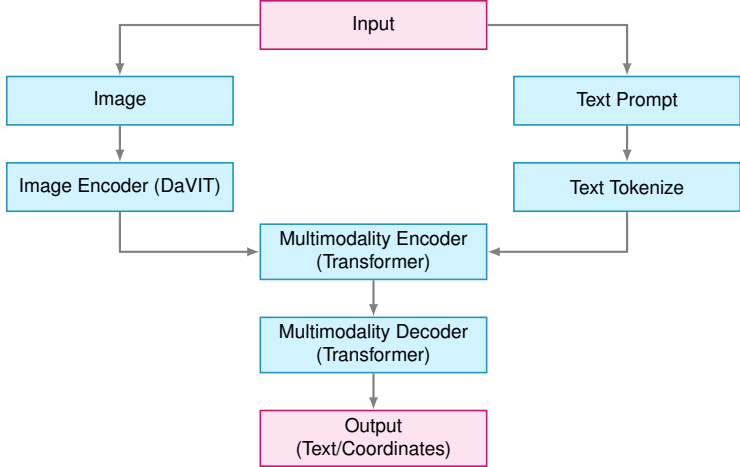 Input
Image
Text Prompt
Image Encoder (DaVIT)
Text Tokenize
Multimodality Encoder
(Transformer)
Multimodality Decoder
(Transformer)
Output
(Text/Coordinates)